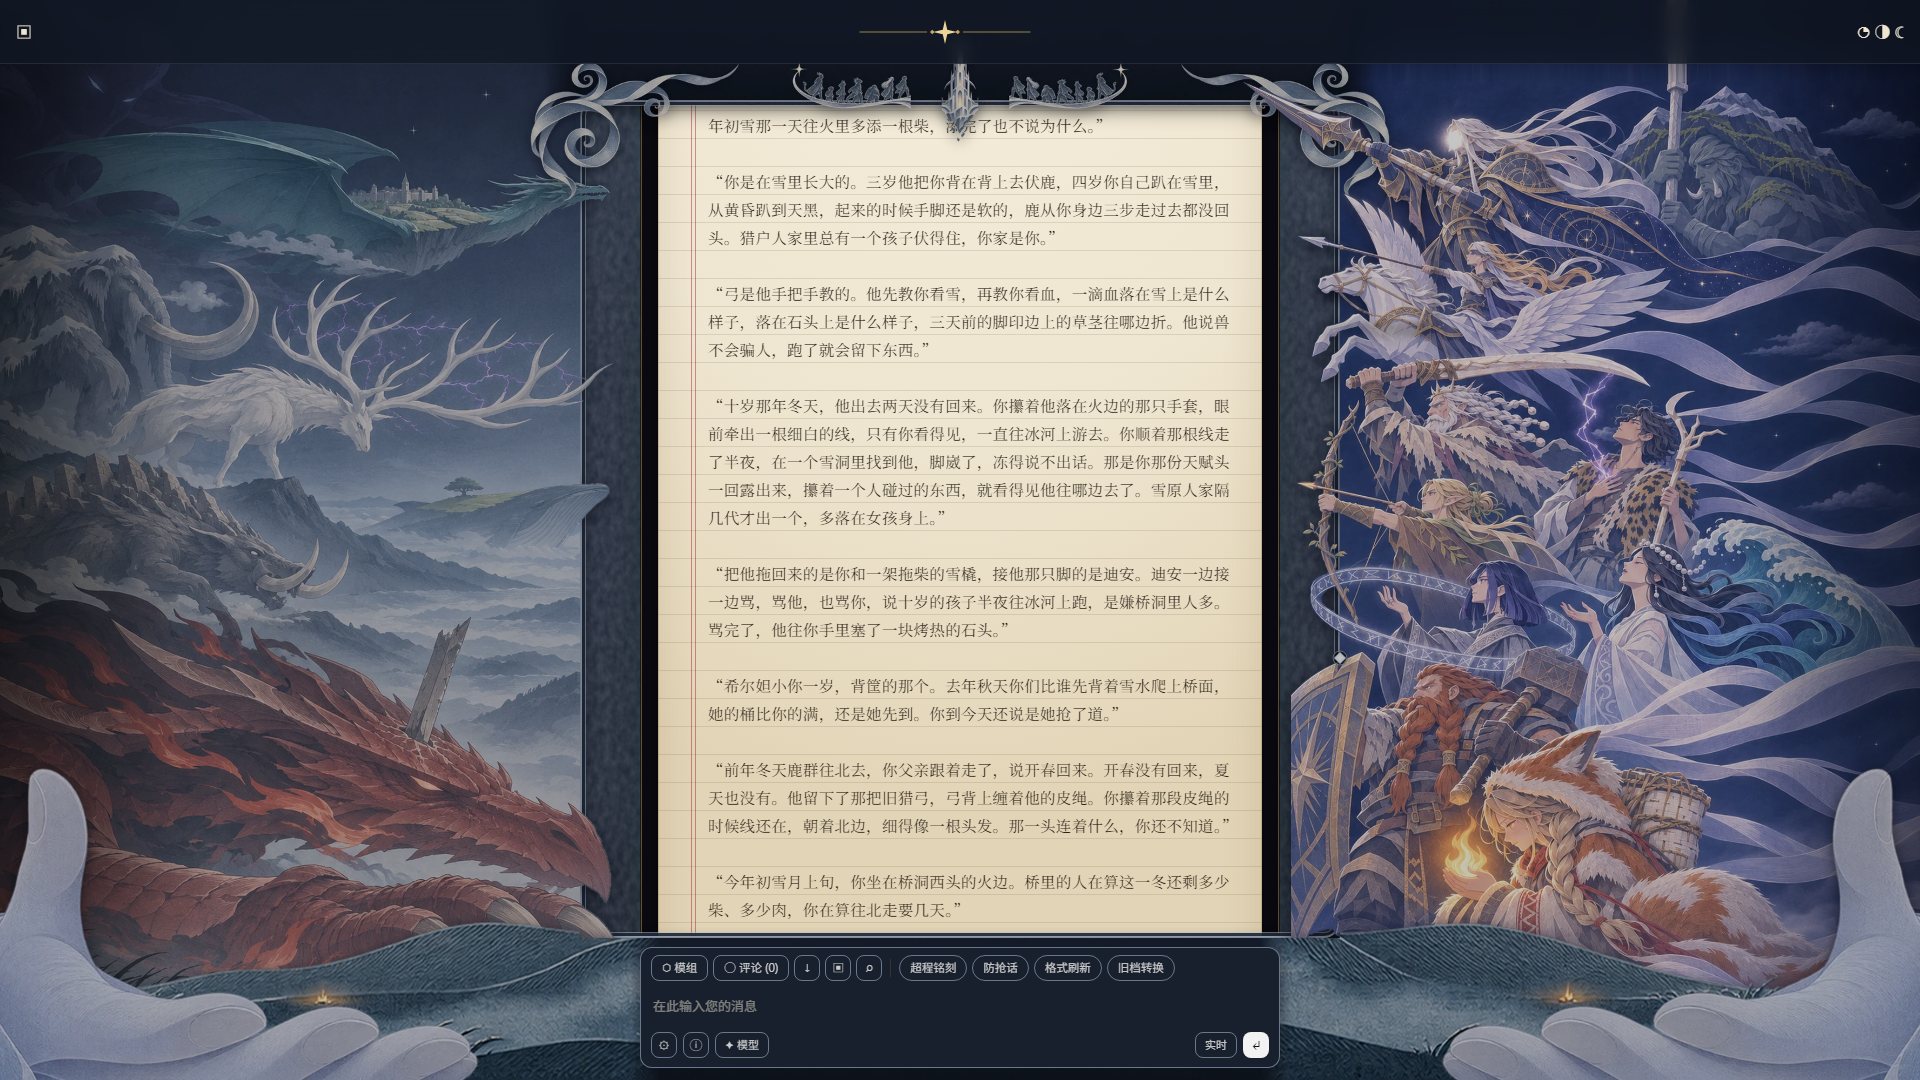 年初雪那一天往火里多添一根柴，添完了也不说为什么。”
“你是在雪里长大的。三岁他把你背在背上去伏鹿，四岁你自己趴在雪里，
从黄昏趴到天黑，起来的时候手脚还是软的，鹿从你身边三步走过去都没回
头。猎户人家里总有一个孩子伏得住，你家是你。”
“弓是他手把手教的。他先教你看雪，再教你看血，一滴血落在雪上是什么
样子，落在石头上是什么样子，三天前的脚印边上的草茎往哪边折。他说兽
不会骗人，跑了就会留下东西。”
“十岁那年冬天，他出去两天没有回来。你攥着他落在火边的那只手套，眼
前牵出一根细白的线，只有你看得见，一直往冰河上游去。你顺着那根线走
了半夜，在一个雪洞里找到他，脚崴了，冻得说不出话。那是你那份天赋头
一回露出来，攥着一个人碰过的东西，就看得见他往哪边去了。雪原人家隔
几代才出一个，多落在女孩身上。”
“把他拖回来的是你和一架拖柴的雪橇，接他那只脚的是迪安。迪安一边接
一边骂，骂他，也骂你，说十岁的孩子半夜往冰河上跑，是嫌桥洞里人多。
骂完了，他往你手里塞了一块烤热的石头。”
“希尔妲小你一岁，背筐的那个。去年秋天你们比谁先背着雪水爬上桥面，
她的桶比你的满，还是她先到。你到今天还说是她抢了道。”
“前年冬天鹿群往北去，你父亲跟着走了，说开春回来。开春没有回来，夏
天也没有。他留下了那把旧猎弓，弓背上缠着他的皮绳。你攥着那段皮绳的
时候线还在，朝着北边，细得像一根头发。那一头连着什么，你还不知道。”
“今年初雪月上旬，你坐在桥洞西头的火边。桥里的人在算这一冬还剩多少
柴、多少肉，你在算往北走要几天。”
模组 评论 (0) 超程铭刻 防抢话 格式刷新 旧档转换
在此输入您的消息
模型 实时